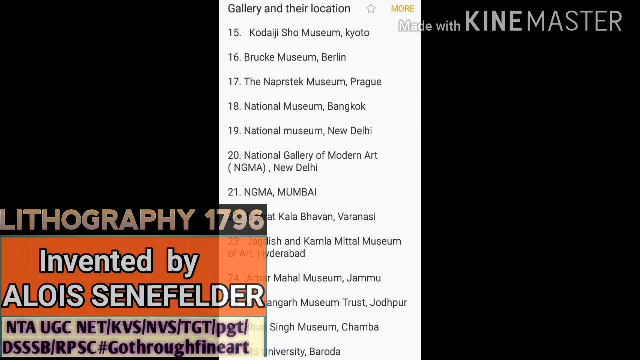 Gallery and their location
MORE
Made with KINEMASTER
15. Kodaiji Sho Museum, kyoto
16. Brucke Museum, Berlin
17. The Naprstek Museum, Prague
18. National Museum, Bangkok
19. National museum, New Delhi
20. National Gallery of Modern Art
( NGMA) , New Delhi
21. NGMA, MUMBAI
Kala Bhavan, Varanasi
23. Jagdish and Kamla Mittal Museum
of Art, Hyderabad
24. Amar Mahal Museum, Jammu
Museum Trust, Jodhpur
Singh Museum, Chamba
University, Baroda
LITHOGRAPHY 1796
Invented by
ALOIS SENEFELDER
NTA UGC NET/KVS/NVS/TGT/pgt/
DSSSB/RPSC #Gothroughfineart